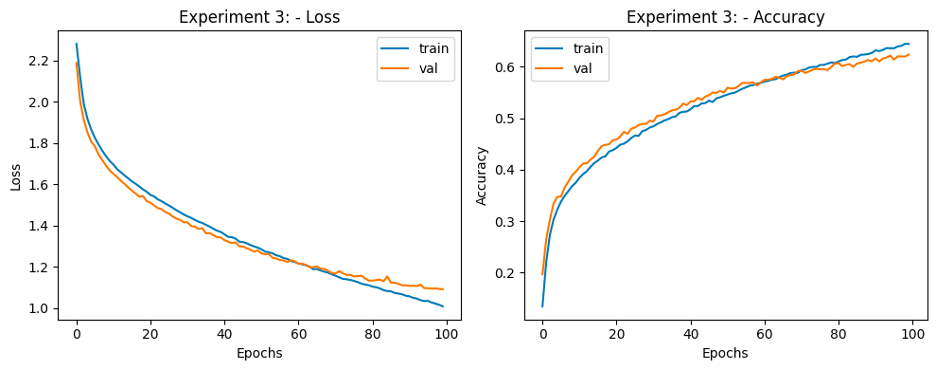 Experiment 3: - Loss
2.2
2.0
1.8
1.6
1.4
1.2
1.0
Loss
0 20 40 60 80 100
Epochs
train
val
Experiment 3: - Accuracy
0.6
0.5
0.4
0.3
0.2
Accuracy
0 20 40 60 80 100
Epochs
train
val